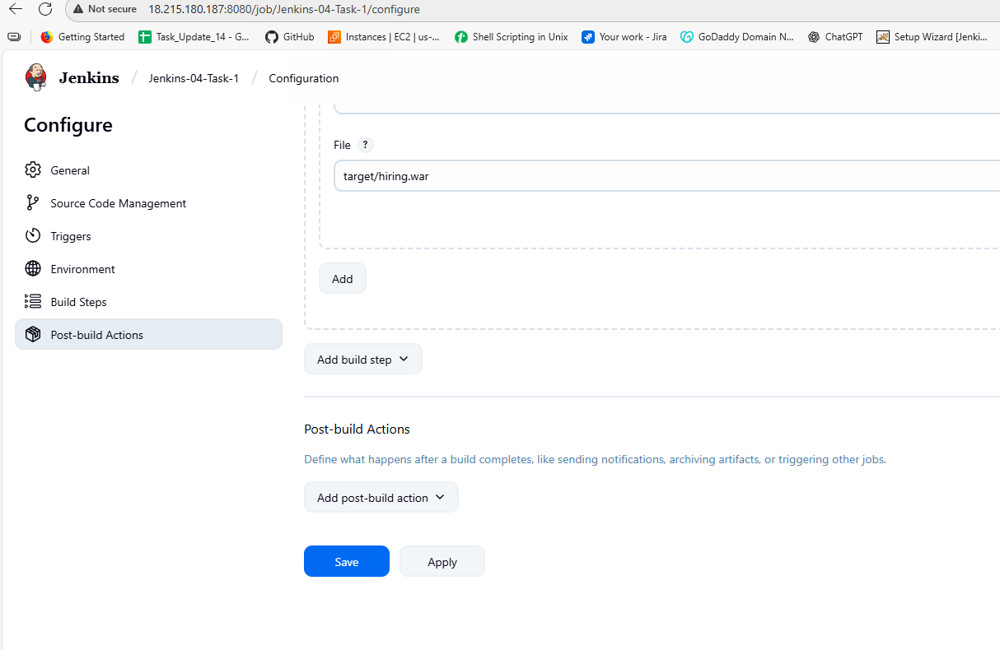 Not secure 18.215.180.187:8080/job/Jenkins-04-Task-1/configure
Getting Started Task_Update_14 - G... GitHub Instances | EC2 | us-... Shell Scripting in Unix Your work - Jira GoDaddy Domain N... ChatGPT Setup Wizard [Jenki...
Jenkins / Jenkins-04-Task-1 / Configuration
Configure
General
Source Code Management
Triggers
Environment
Build Steps
Post-build Actions
File ?
target/hiring.war
Add
Add build step
Post-build Actions
Define what happens after a build completes, like sending notifications, archiving artifacts, or triggering other jobs.
Add post-build action
Save Apply